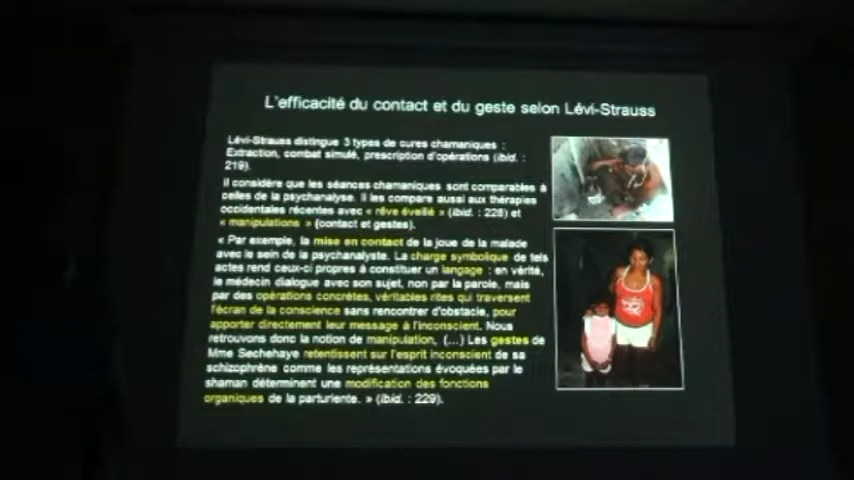 L'efficacité du contact et du geste selon Lévi-Strauss
Lévi-Strauss distingue 3 types de cures chamaniques :
Extraction, combat simulé, prescription d'opérations (ibid. :
219).
Il considère que les séances chamaniques sont comparables à
celles de la psychanalyse. Il les compare aussi aux thérapies
occidentales récentes avec « rêve éveillé » (ibid. : 228) et
« manipulations » (contact et gestes).
« Par exemple, la mise en contact de la joue de la malade
avec le sein de la psychanalyste. La charge symbolique de tels
actes rend ceux-ci propres à constituer un langage : en vérité,
le médecin dialogue avec son sujet, non par la parole, mais
par des opérations concrètes, véritables rites qui traversent
l'écran de la conscience sans rencontrer d'obstacle, pour
apporter directement leur message à l'inconscient. Nous
retrouvons donc la notion de manipulation, (...) Les gestes de
Mme Sechehaye retentissent sur l'esprit inconscient de sa
schizophrène comme les représentations évoquées par le
shaman déterminent une modification des fonctions
organiques de la parturiente. » (ibid. : 229).